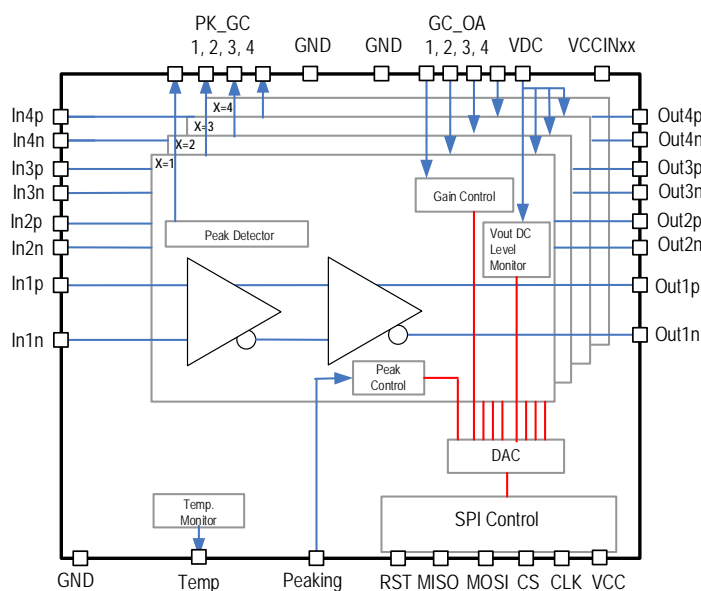 PK_GC
1, 2, 3, 4
GND
GND
GC_OA
1, 2, 3, 4
VDC
VCCINxx
In4p
In4n
In3p
In3n
In2p
In2n
In1p
In1n
X=4
X=3
X=2
X=1
Peak Detector
Gain Control
Vout DC
Level
Monitor
Peak
Control
DAC
SPI Control
Temp.
Monitor
Out4p
Out4n
Out3p
Out3n
Out2p
Out2n
Out1p
Out1n
GND
Temp
Peaking
RST
MISO
MOSI
CS
CLK
VCC